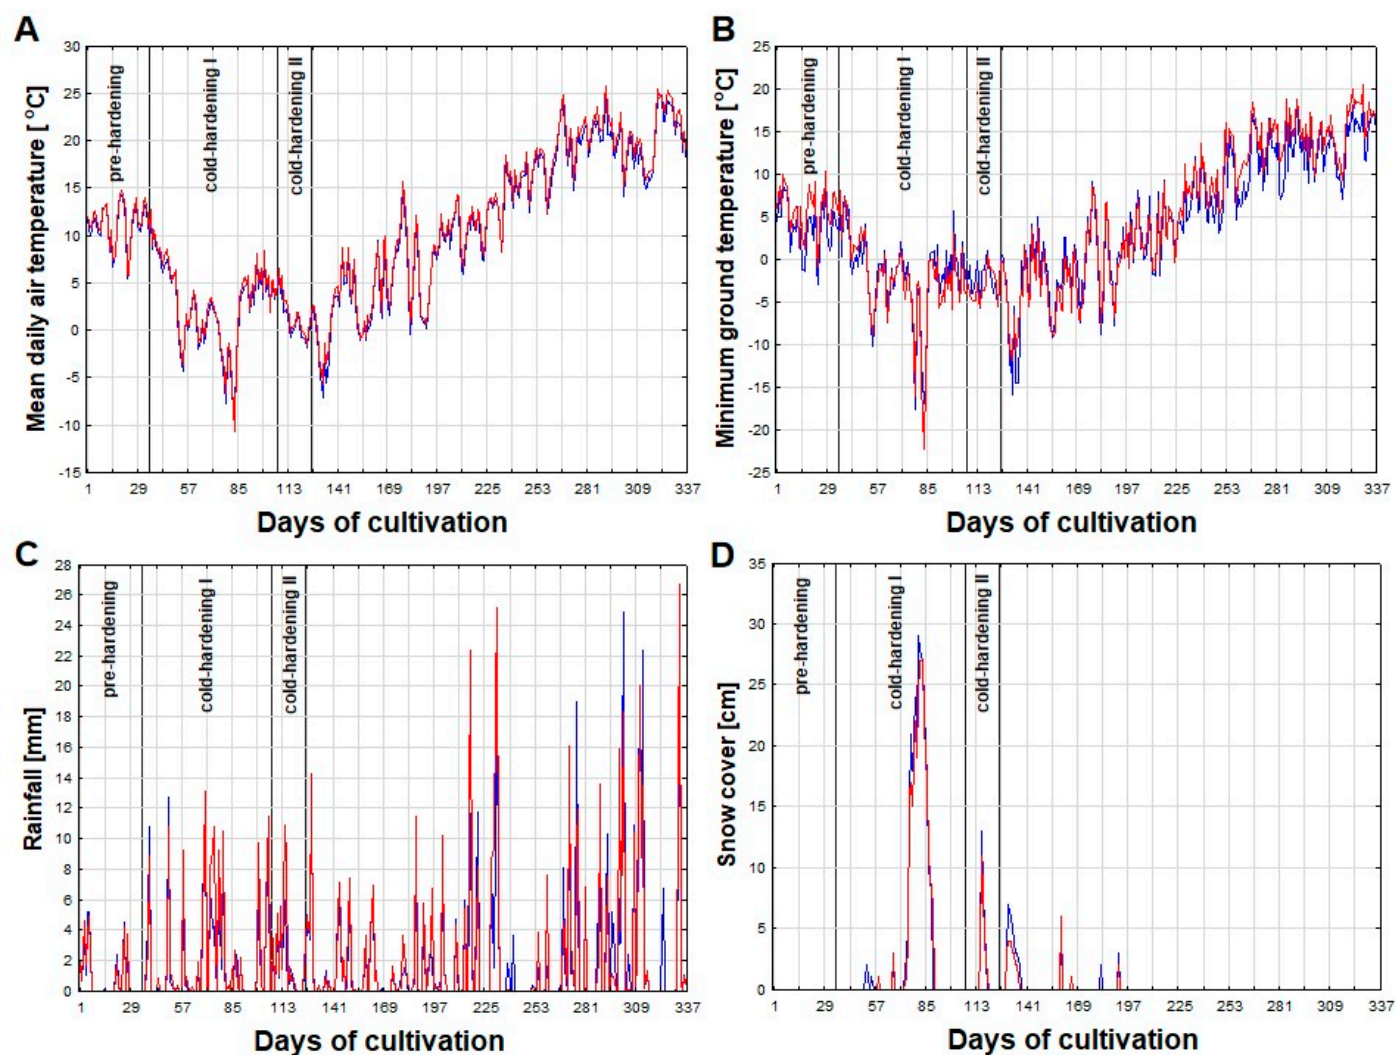 A
Mean daily air temperature [ °C]
30
25
20
15
10
5
0
-5
-10
-15
pre-hardening
cold-hardening I
cold-hardening II
1 29 57 85 113 141 169 197 225 253 281 309 337
Days of cultivation
B
Minimum ground temperature [ °C]
25
20
15
10
5
0
-5
-10
-15
-20
-25
pre-hardening
cold-hardening I
cold-hardening II
1 29 57 85 113 141 169 197 225 253 281 309 337
Days of cultivation
C
Rainfall [mm]
28
26
24
22
20
18
16
14
12
10
8
6
4
2
0
pre-hardening
cold-hardening I
cold-hardening II
1 29 57 85 113 141 169 197 225 253 281 309 337
Days of cultivation
D
Snow cover [cm]
35
30
25
20
15
10
5
0
pre-hardening
cold-hardening I
cold-hardening II
1 29 57 85 113 141 169 197 225 253 281 309 337
Days of cultivation